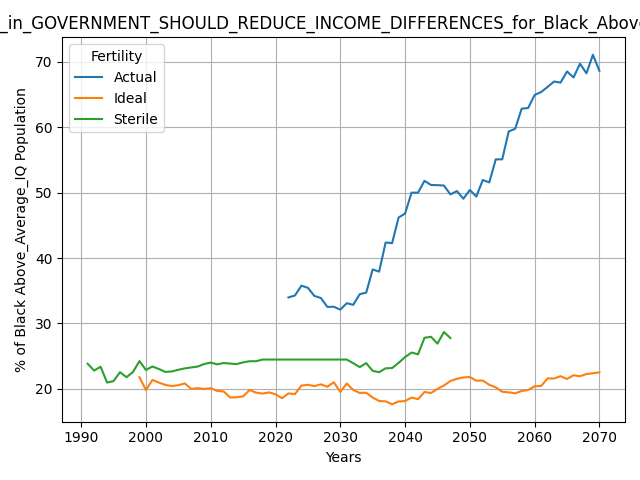 _in_GOVERNMENT_SHOULD_REDUCE_INCOME_DIFFERENCES_for_Black_Above
% of Black Above_Average_IQ Population
Fertility
Actual
Ideal
Sterile
70
60
50
40
30
20
1990 2000 2010 2020 2030 2040 2050 2060 2070
Years